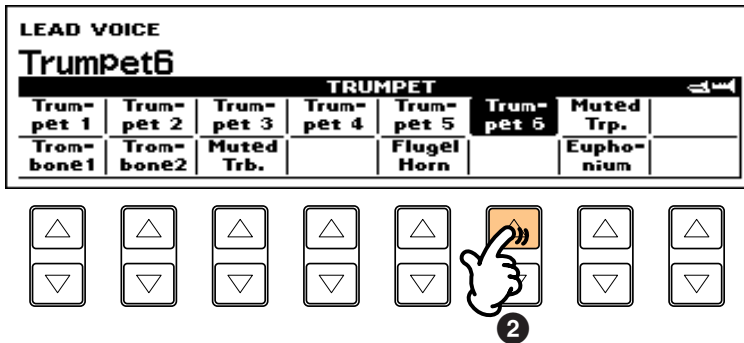 LEAD VOICE
Trumpet6
TRUMPET
Trum- Trum- Trum- Trum- Trum- Trum- Muted
pet 1 pet 2 pet 3 pet 4 pet 5 pet 6 Trp.
Trom- Trom- Muted Flugel Eupho-
bone1 bone2 Trb. Horn nium
2